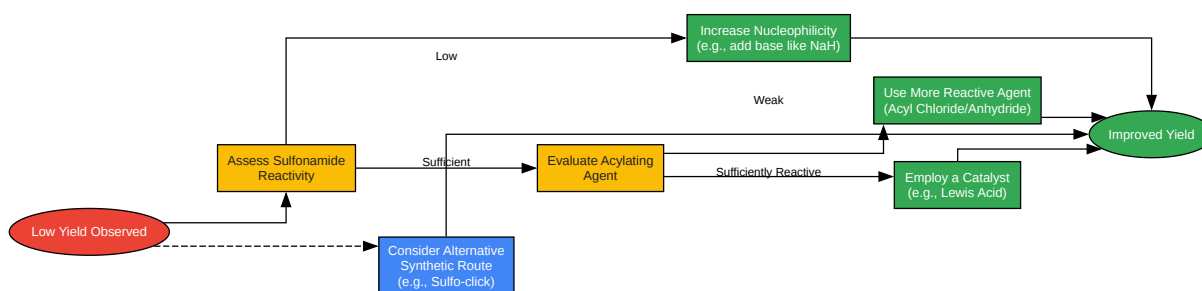 Increase Nucleophilicity
(e.g., add base like NaH)
Low
Use More Reactive Agent
(Acyl Chloride/Anhydride)
Weak
Improved Yield
Assess Sulfonamide
Reactivity
Sufficient
Evaluate Acylating
Agent
Sufficiently Reactive
Employ a Catalyst
(e.g., Lewis Acid)
Low Yield Observed
Consider Alternative
Synthetic Route
(e.g., Sulfo-click)